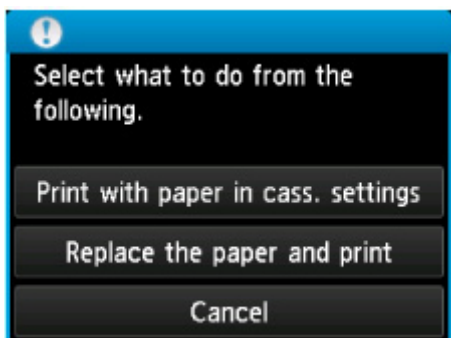 Select what to do from the
following.
Print with paper in cass. settings
Replace the paper and print
Cancel